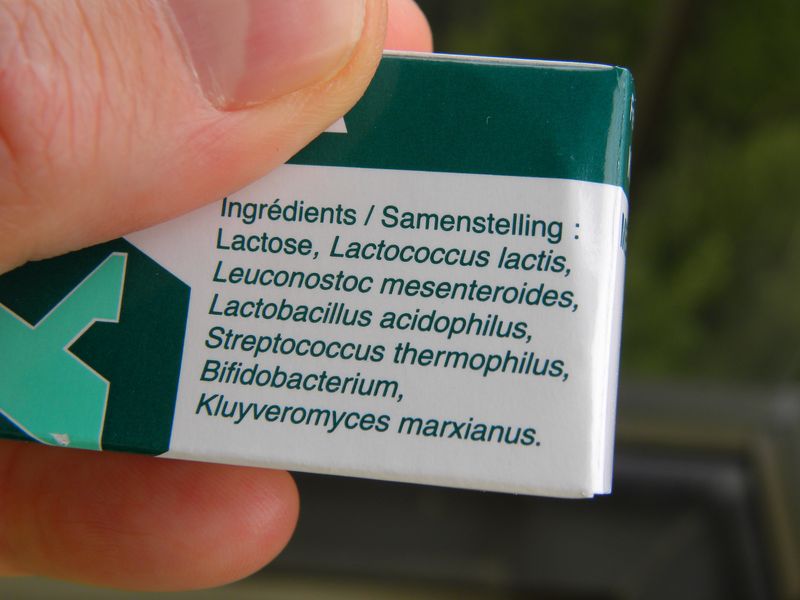 Ingrédients / Samenstelling :
Lactose, Lactococcus lactis,
Leuconostoc mesenteroides,
Lactobacillus acidophilus,
Streptococcus thermophilus,
Bifidobacterium,
Kluyveromyces marxianus.